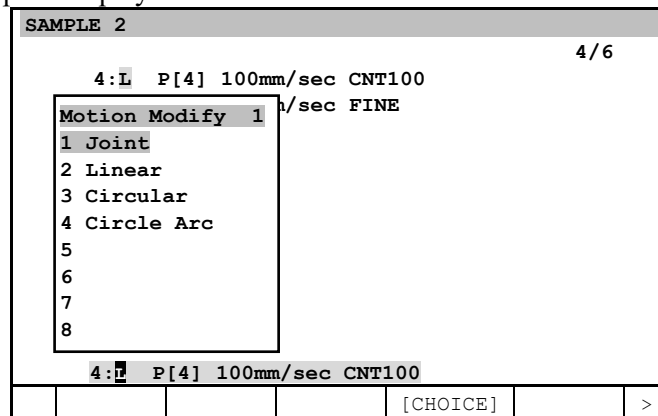 SAMPLE 2
4/6
4:L P[4] 100mm/sec CNT100
/sec FINE
Motion Modify 1
1 Joint
2 Linear
3 Circular
4 Circle Arc
5
6
7
8
4:L P[4] 100mm/sec CNT100
[CHOICE] >